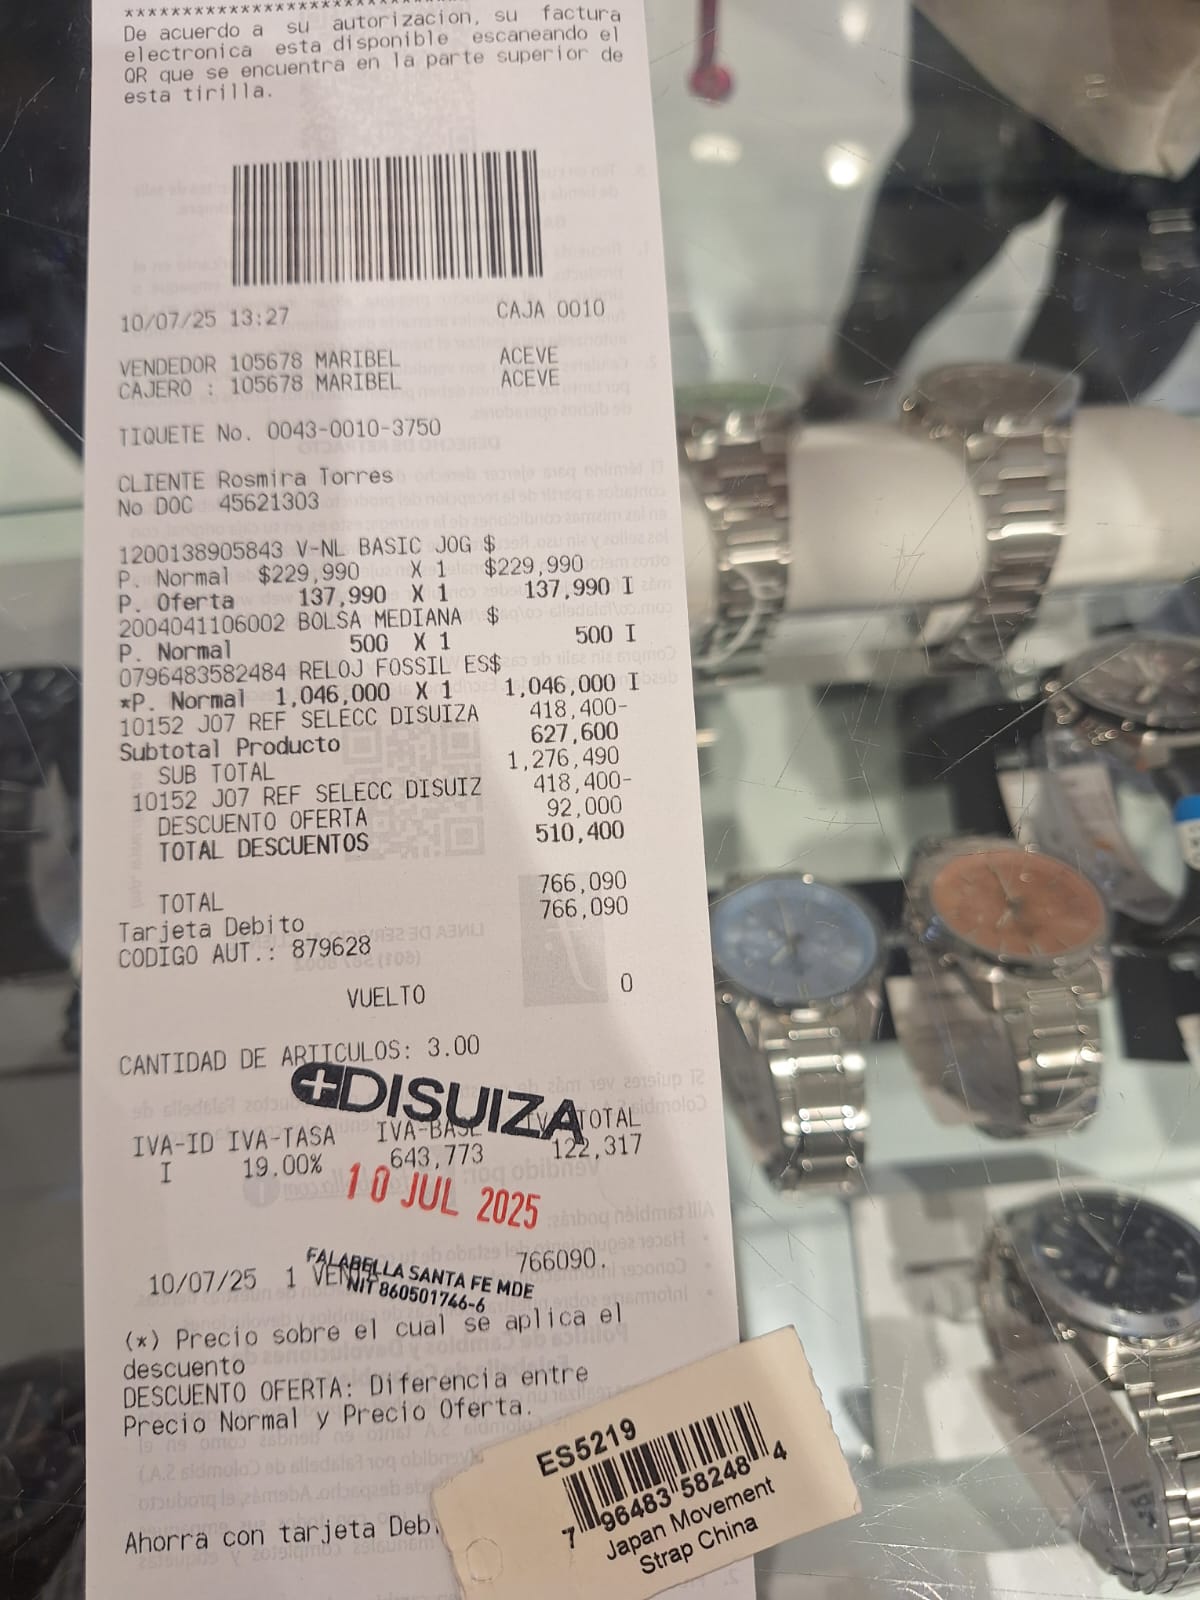 ********************************
De acuerdo a su autorizacion, su factura
electronica esta disponible escaneando el
QR que se encuentra en la parte superior de
esta tirilla.
10/07/25 13:27 CAJA 0010
VENDEDOR 105678 MARIBEL ACEVE
CAJERO : 105678 MARIBEL ACEVE
TIQUETE No. 0043-0010-3750
CLIENTE Rosmira Torres
No DOC 45621303
1200138905843 V-NL BASIC JOG $
P. Normal $229,990 X 1 $229,990
P. Oferta 137,990 X 1 137,990 I
2004041106002 BOLSA MEDIANA $
P. Normal 500 X 1 500 I
0796483582484 RELOJ FOSSIL ES$
*P. Normal 1,046,000 X 1 1,046,000 I
10152 J07 REF SELECC DISUIZA 418,400-
Subtotal Producto 627,600
SUB TOTAL 1,276,490
10152 J07 REF SELECC DISUIZ 418,400-
DESCUENTO OFERTA 92,000
TOTAL DESCUENTOS 510,400
TOTAL 766,090
Tarjeta Debito 766,090
CODIGO AUT.: 879628
VUELTO 0
CANTIDAD DE ARTICULOS: 3.00
DISUIZA
IVA-ID IVA-TASA IVA-BASE IVA-TOTAL
I 19.00% 643,773 122,317
10 JUL 2025
FALABELLA SANTA FE MDE
NIT 860501746-6
10/07/25 1 VEN 766090.
(*) Precio sobre el cual se aplica el
descuento
DESCUENTO OFERTA: Diferencia entre
Precio Normal y Precio Oferta.
Ahorra con tarjeta Deb
ES5219
7 96483 58248 4
Japan Movement
Strap China